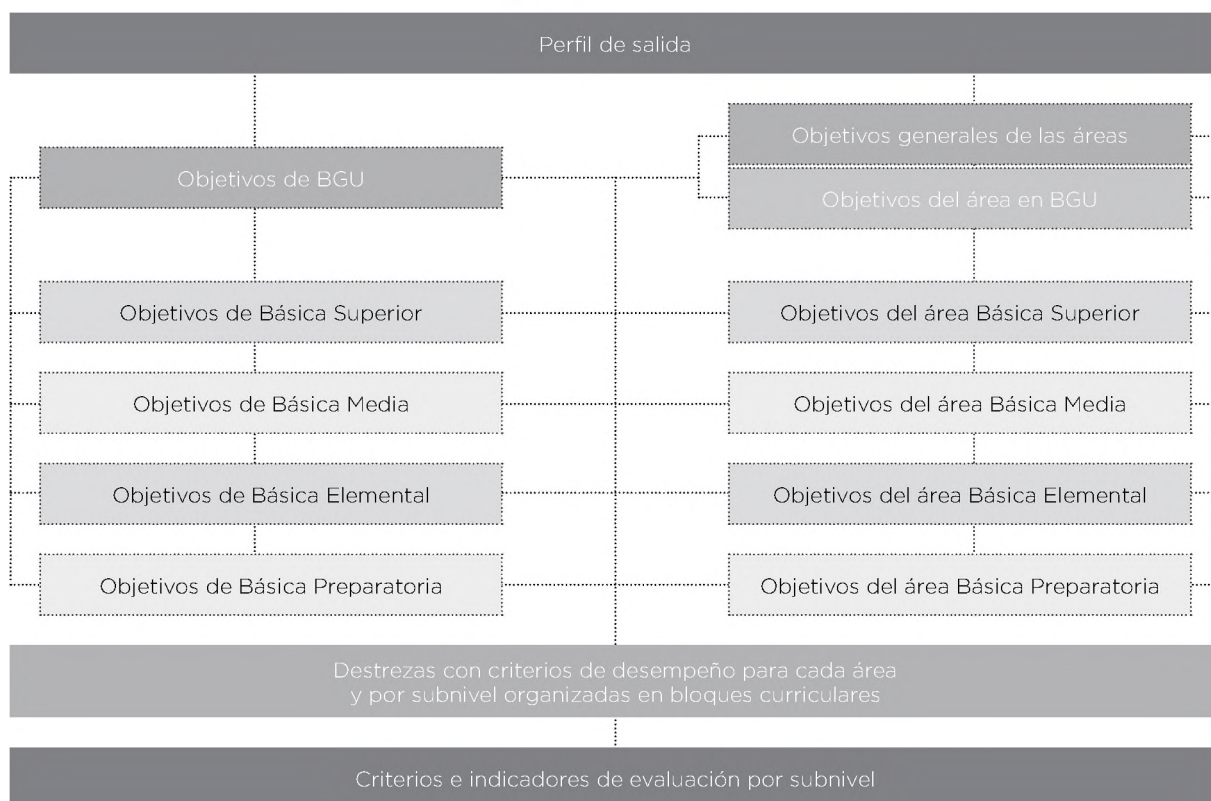 Perfil de salida
Objetivos generales de las áreas
Objetivos de BGU
Objetivos del área en BGU
Objetivos de Básica Superior
Objetivos del área Básica Superior
Objetivos de Básica Media
Objetivos del área Básica Media
Objetivos de Básica Elemental
Objetivos del área Básica Elemental
Objetivos de Básica Preparatoria
Objetivos del área Básica Preparatoria
Destrezas con criterios de desempeño para cada área
y por subnivel organizadas en bloques curriculares
Criterios e indicadores de evaluación por subnivel